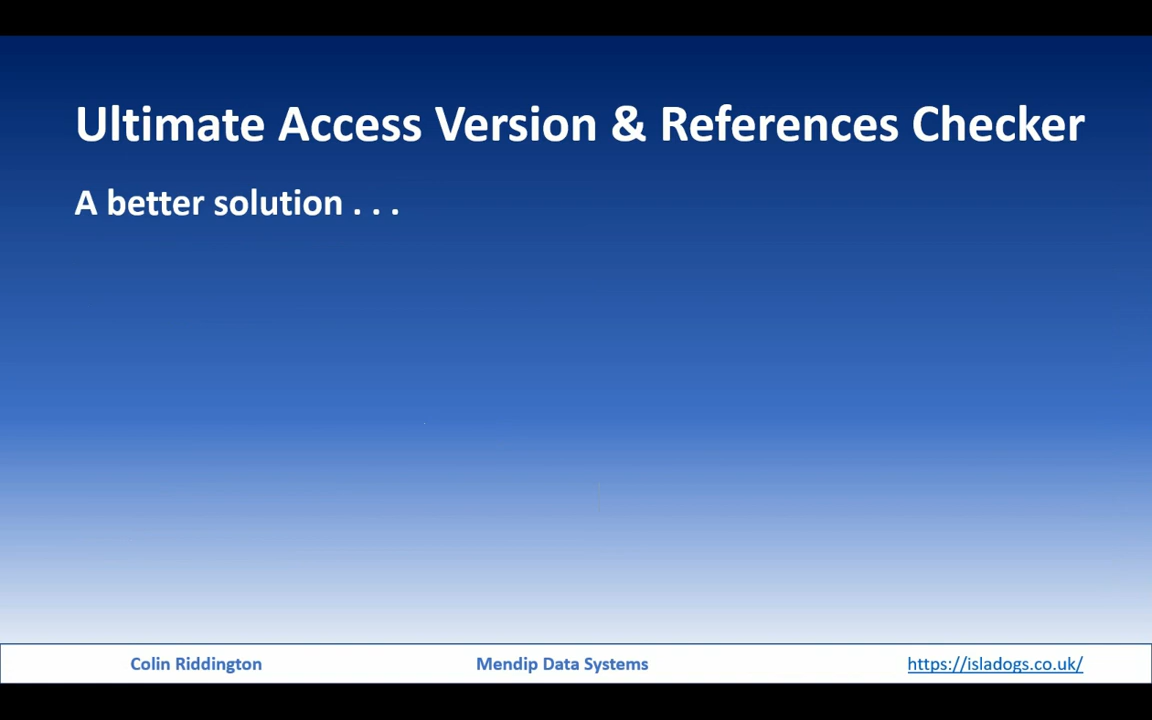 Ultimate Access Version & References Checker
A better solution . . .
Colin Riddington
Mendip Data Systems
https://isladogs.co.uk/